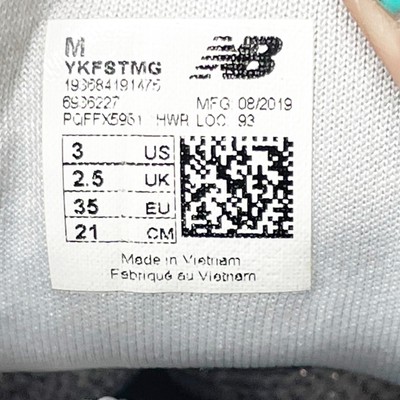 M
YKFSTMG
193684191475
6936227 MFG 08/2019
PQFFX5961 HWR LOC 93
3 US
2.5 UK
35 EU
21 CM
Made in Vietnam
Fabriqué au Vietnam